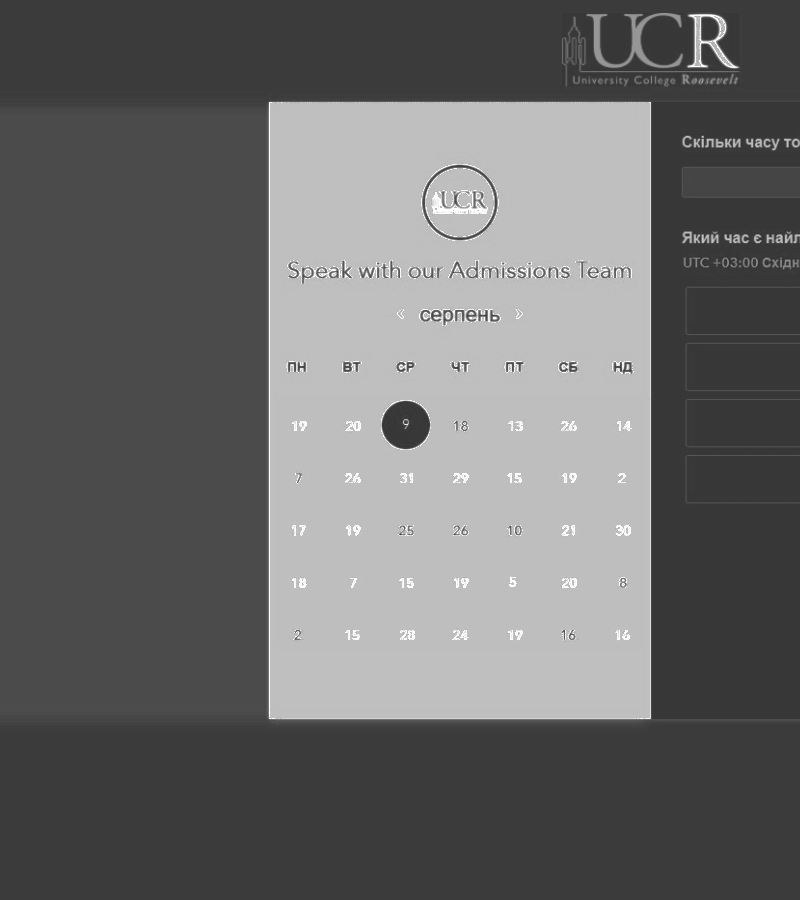 UCR
University College Roosevelt
Скільки часу то
UCR
Який час є найл
UTC +03:00 Східн
Speak with our Admissions Team
‹ серпень ›
ПН ВТ СР ЧТ ПТ СБ НД
19 20 9 18 13 26 14
7 26 31 29 15 19 2
17 19 25 26 10 21 30
18 7 15 19 5 20 8
2 15 28 24 19 16 16